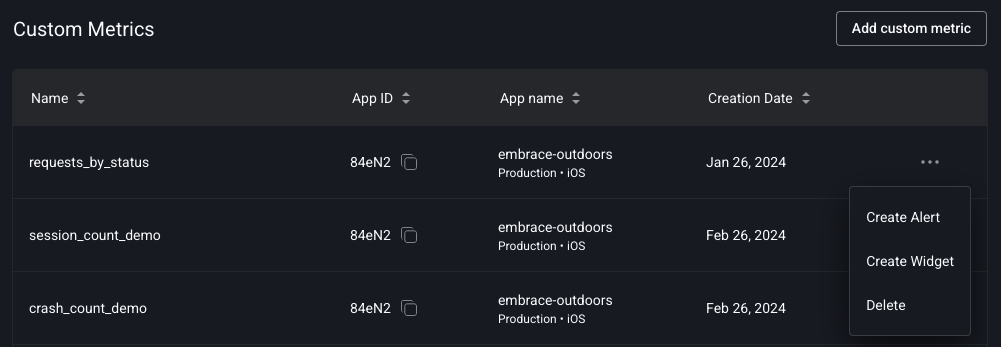 Custom Metrics
Add custom metric
Name
App ID
App name
Creation Date
requests_by_status
84eN2
embrace-outdoors
Production • iOS
Jan 26, 2024
session_count_demo
84eN2
embrace-outdoors
Production • iOS
Feb 26, 2024
crash_count_demo
84eN2
embrace-outdoors
Production • iOS
Feb 26, 2024
Create Alert
Create Widget
Delete